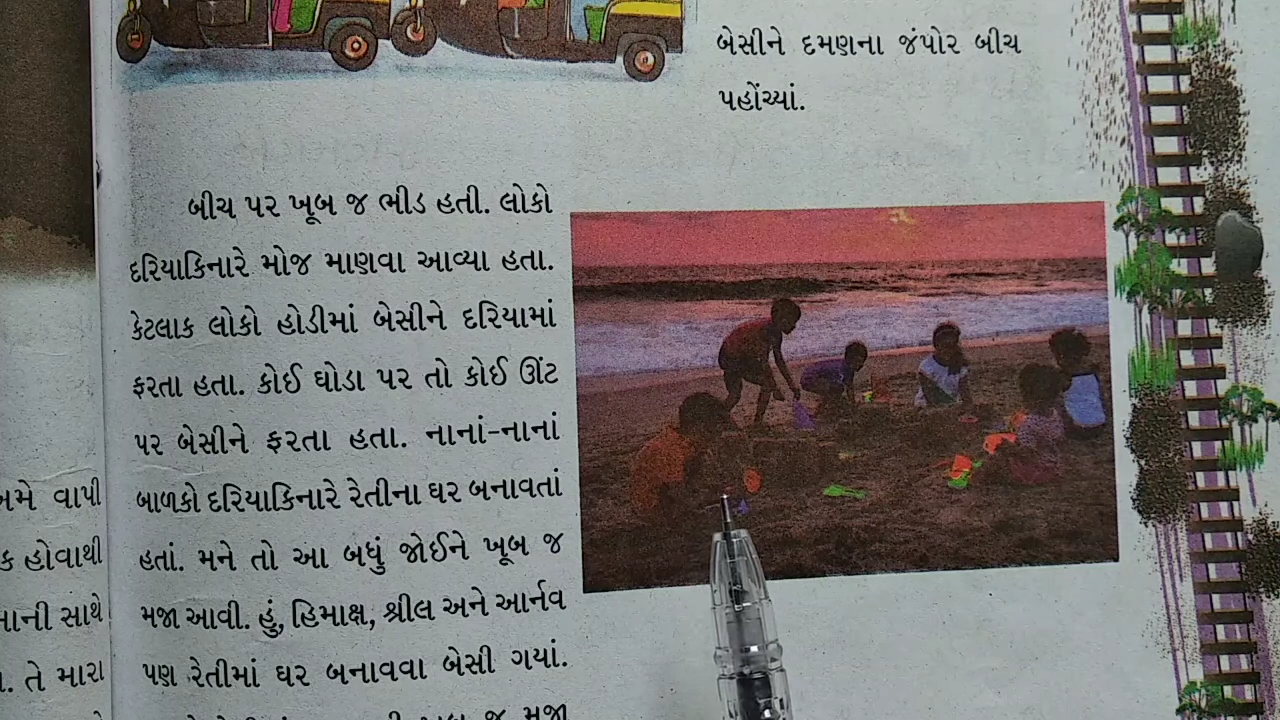 બેસીને દમણના જંપોર બીચ
પહોંચ્યાં.
બીચ પર ખૂબ જ ભીડ હતી. લોકો
દરિયાકિનારે મોજ માણવા આવ્યા હતા.
કેટલાક લોકો હોડીમાં બેસીને દરિયામાં
ફરતા હતા. કોઈ ઘોડા પર તો કોઈ ઊંટ
પર બેસીને ફરતા હતા. નાનાં-નાનાં
બાળકો દરિયાકિનારે રેતીના ઘર બનાવતાં
હતાં. મને તો આ બધું જોઈને ખૂબ જ
મજા આવી. હું, હિમાક્ષ, શ્રીલ અને આર્નવ
પણ રેતીમાં ઘર બનાવવા બેસી ગયાં.
વાપી
હોવાથી
સાથે
તે મારા